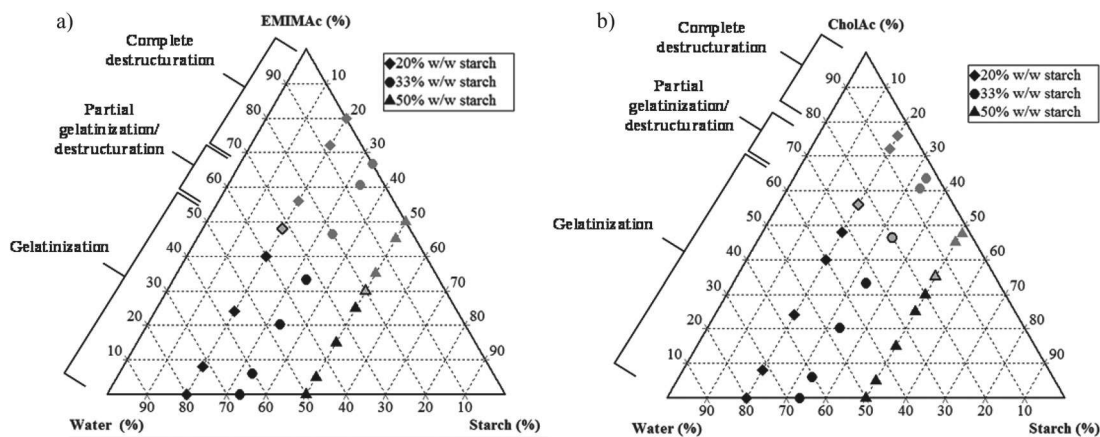 a)
EMIMAc (%)
Complete
destructuration
Partial
gelatinization/
destructuration
Gelatinization
20% w/w starch
33% w/w starch
50% w/w starch
90
80
70
60
50
40
30
20
10
10
20
30
40
50
60
70
80
90
90
80
70
60
50
40
30
20
10
Water (%)
Starch (%)
b)
CholAc (%)
Complete
destructuration
Partial
gelatinization/
destructuration
Gelatinization
20% w/w starch
33% w/w starch
50% w/w starch
90
80
70
60
50
40
30
20
10
10
20
30
40
50
60
70
80
90
90
80
70
60
50
40
30
20
10
Water (%)
Starch (%)